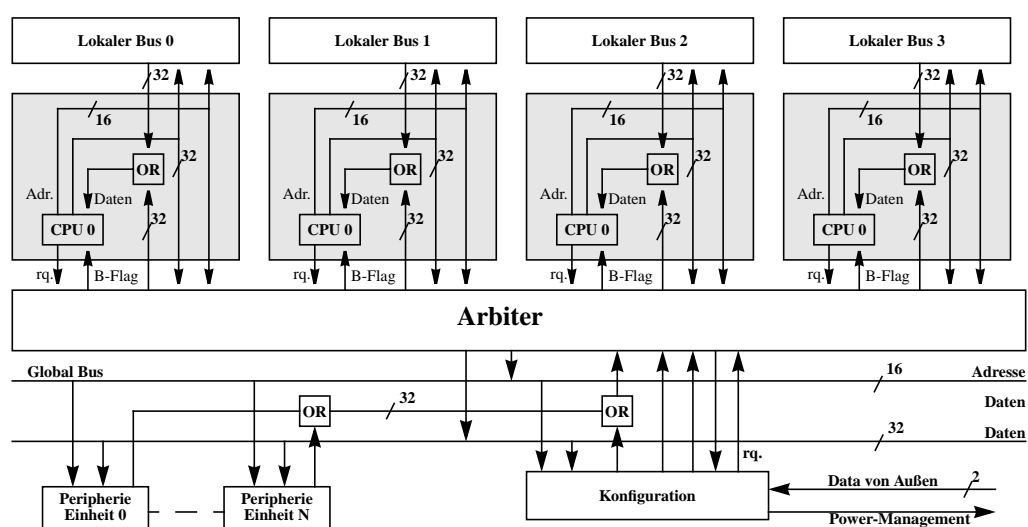 Lokaler Bus 0 Lokaler Bus 1 Lokaler Bus 2 Lokaler Bus 3
32 32 32 32
16 16 16 16
OR 32 OR 32 OR 32 OR 32
Adr. Daten Adr. Daten Adr. Daten Adr. Daten
CPU 0 32 CPU 0 32 CPU 0 32 CPU 0 32
rq. B-Flag rq. B-Flag rq. B-Flag rq. B-Flag
Arbiter
Global Bus 16 Adresse
32 Daten
OR OR
32 Daten
rq.
Peripherie Einheit 0
Peripherie Einheit N
Konfiguration
Data von Außen 2
Power-Management